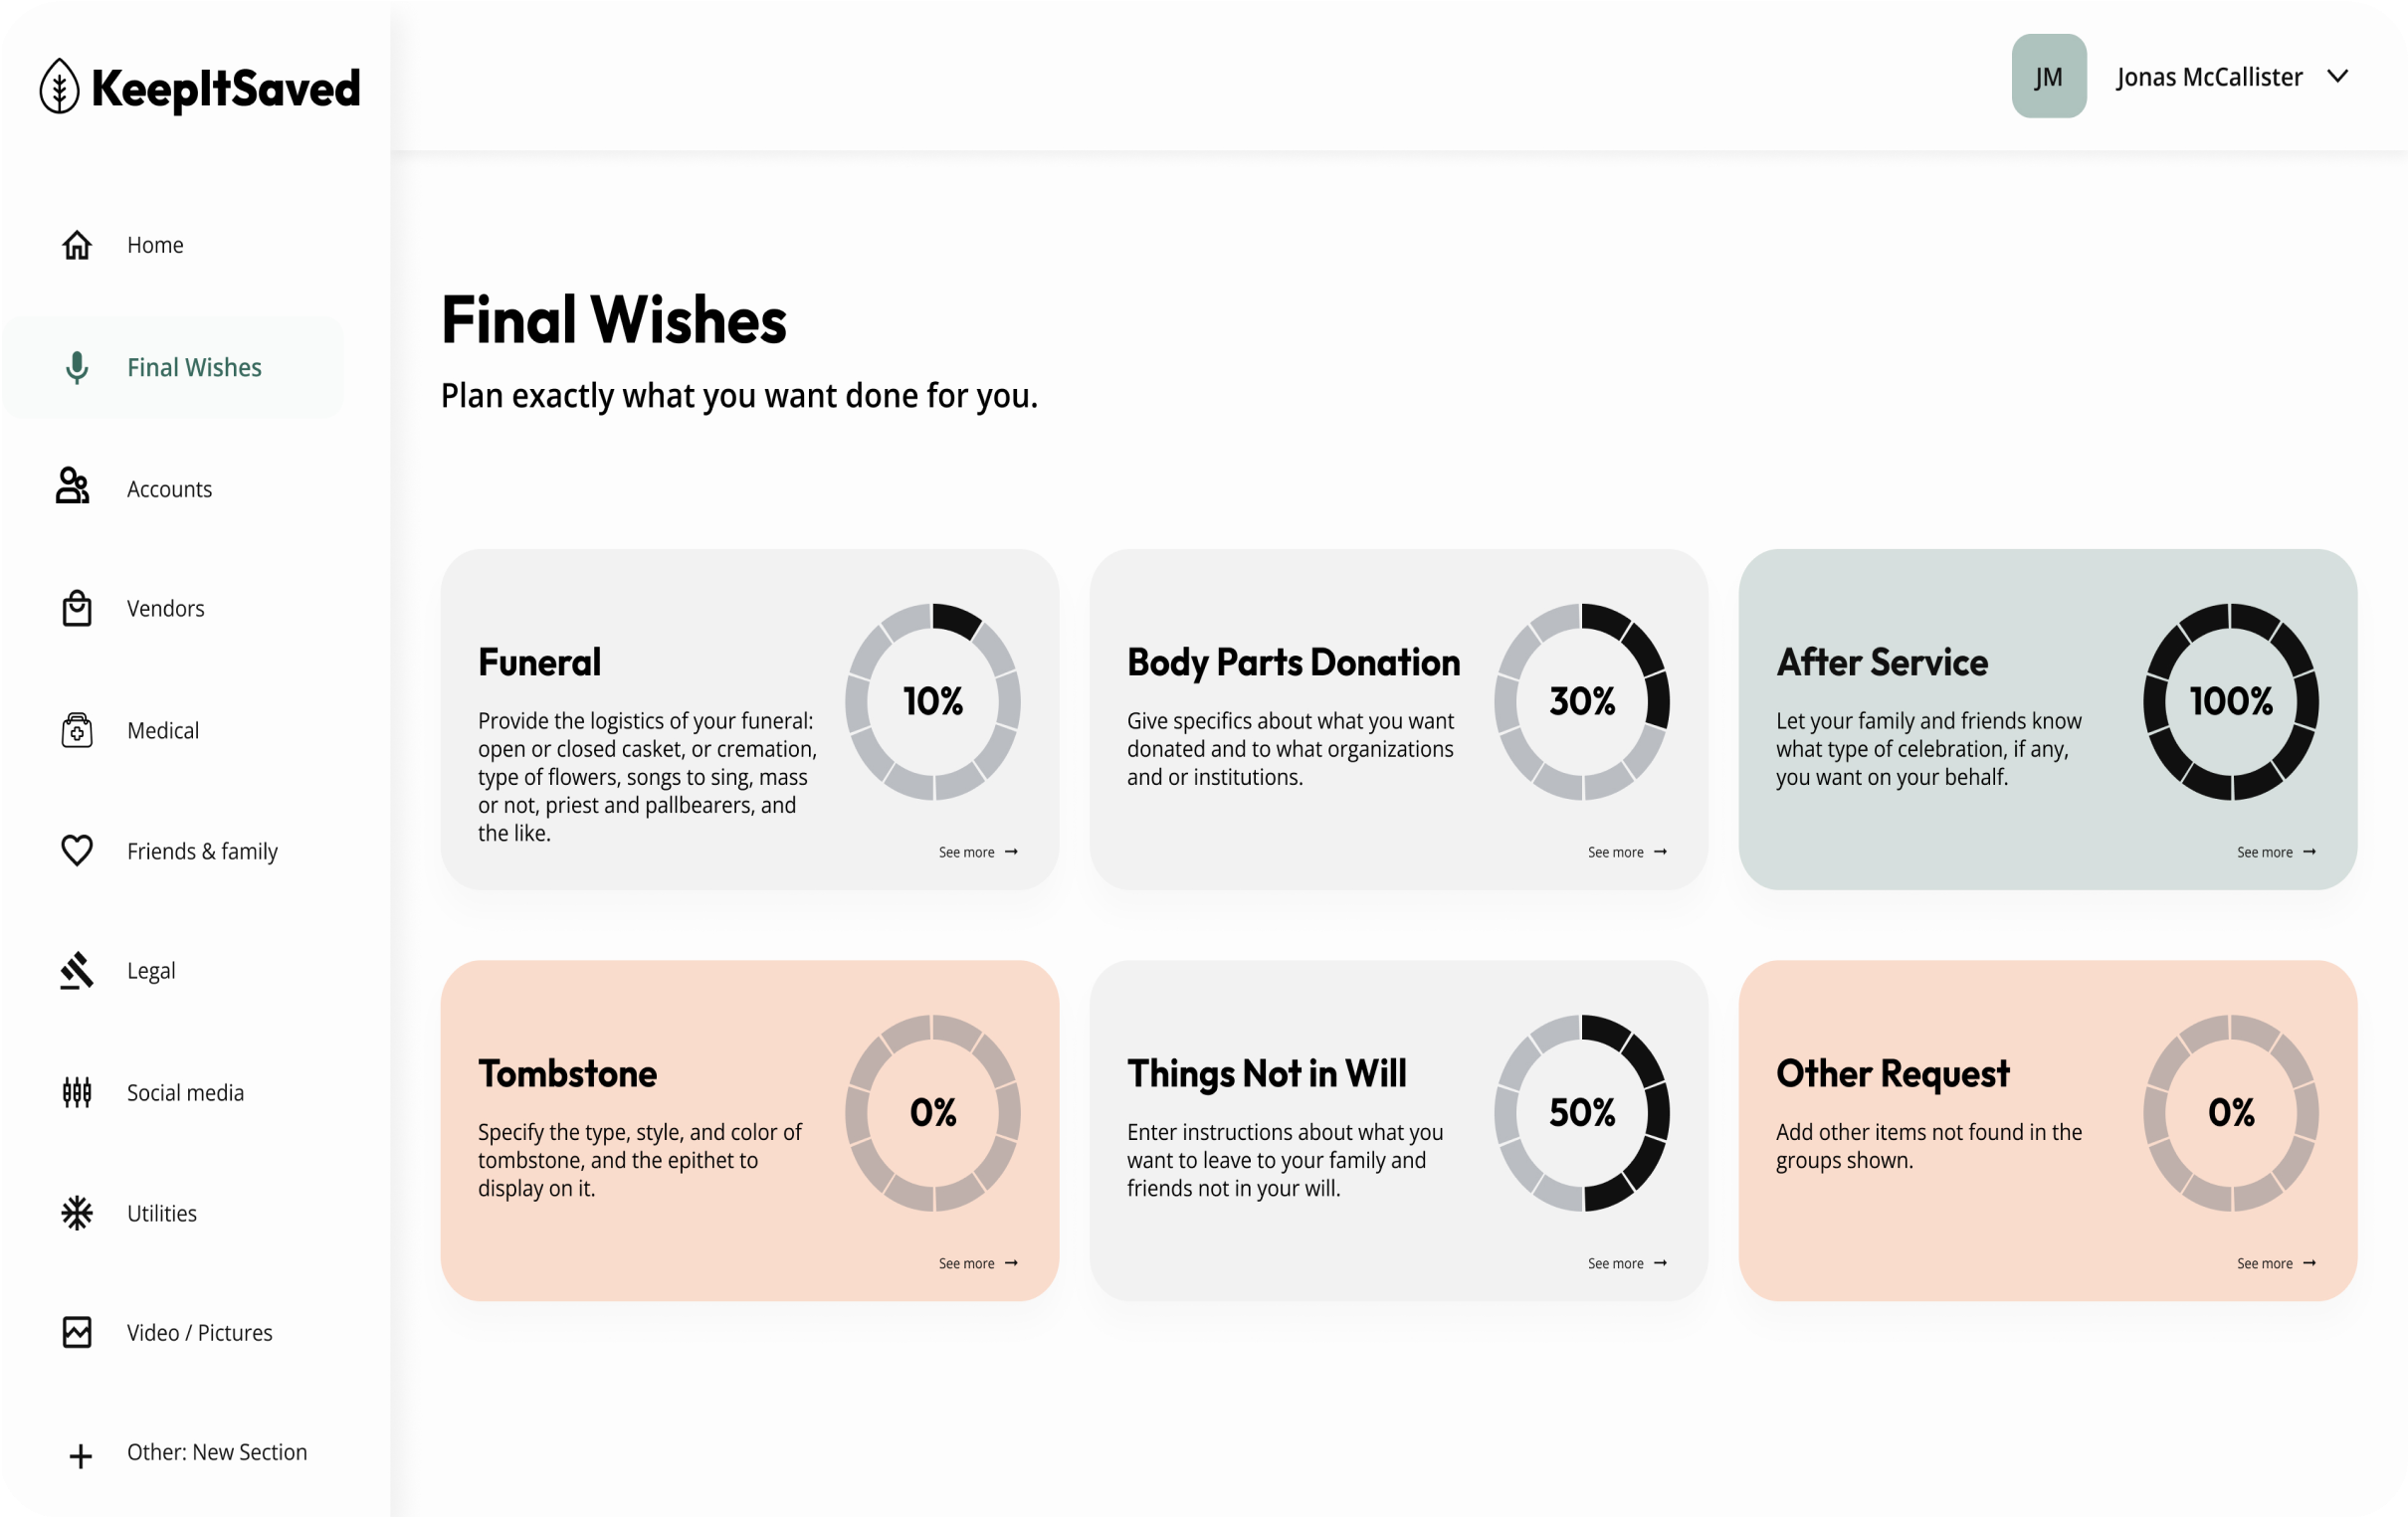 KeepItSaved
JM
Jonas McCallister
Home
Final Wishes
Accounts
Vendors
Medical
Friends & family
Legal
Social media
Utilities
Video / Pictures
Other: New Section
Final Wishes
Plan exactly what you want done for you.
Funeral
Provide the logistics of your funeral:
open or closed casket, or cremation,
type of flowers, songs to sing, mass
or not, priest and pallbearers, and
the like.
10%
See more
Body Parts Donation
Give specifics about what you want
donated and to what organizations
and or institutions.
30%
See more
After Service
Let your family and friends know
what type of celebration, if any,
you want on your behalf.
100%
See more
Tombstone
Specify the type, style, and color of
tombstone, and the epithet to
display on it.
0%
See more
Things Not in Will
Enter instructions about what you
want to leave to your family and
friends not in your will.
50%
See more
Other Request
Add other items not found in the
groups shown.
0%
See more